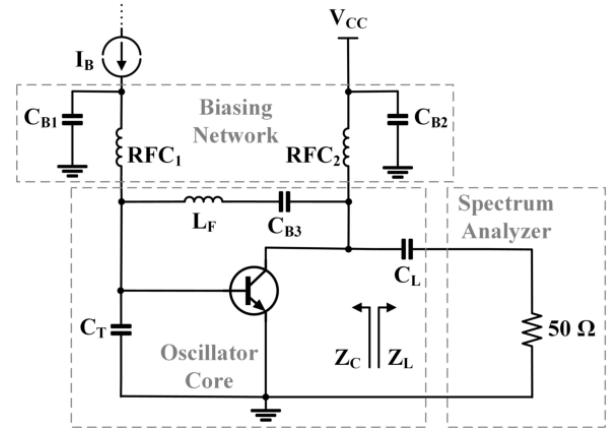 V_CC
I_B
C_B1
Biasing
Network
C_B2
RFC_1
RFC_2
L_F
C_B3
Spectrum
Analyzer
C_L
C_T
50 Ω
Oscillator
Core
Z_C
Z_L